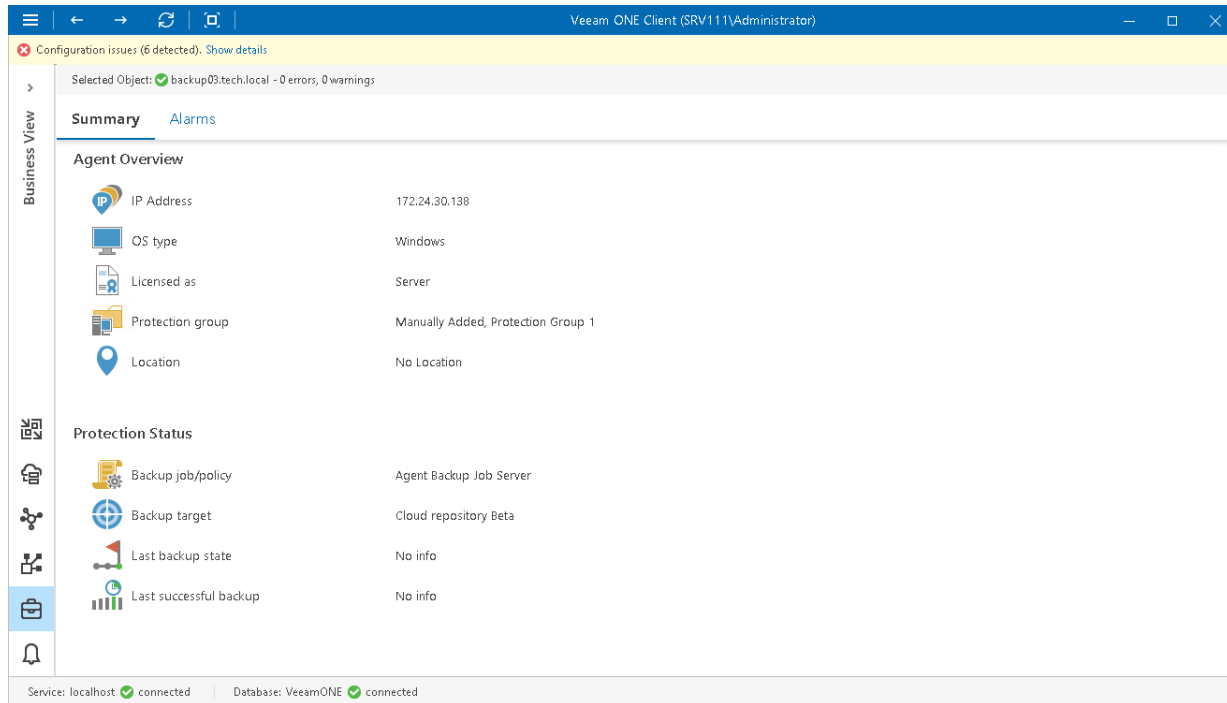 Veeam ONE Client (SRV111\Administrator)
Configuration issues (6 detected). Show details
Selected Object: backup03.tech.local - 0 errors, 0 warnings
Business View
Summary Alarms
Agent Overview
IP IP Address 172.24.30.138
OS type Windows
Licensed as Server
Protection group Manually Added, Protection Group 1
Location No Location
Protection Status
Backup job/policy Agent Backup Job Server
Backup target Cloud repository Beta
Last backup state No info
Last successful backup No info
Service: localhost connected Database: VeeamONE connected